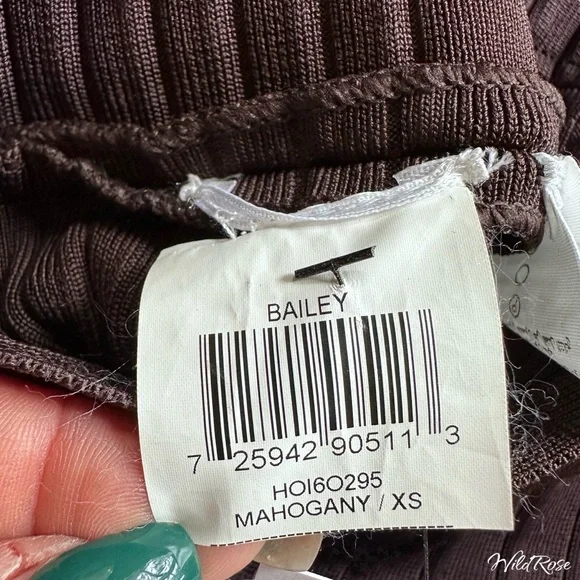 BAILEY
7 25942 90511 3
HOI6O295
MAHOGANY / XS
WildRose